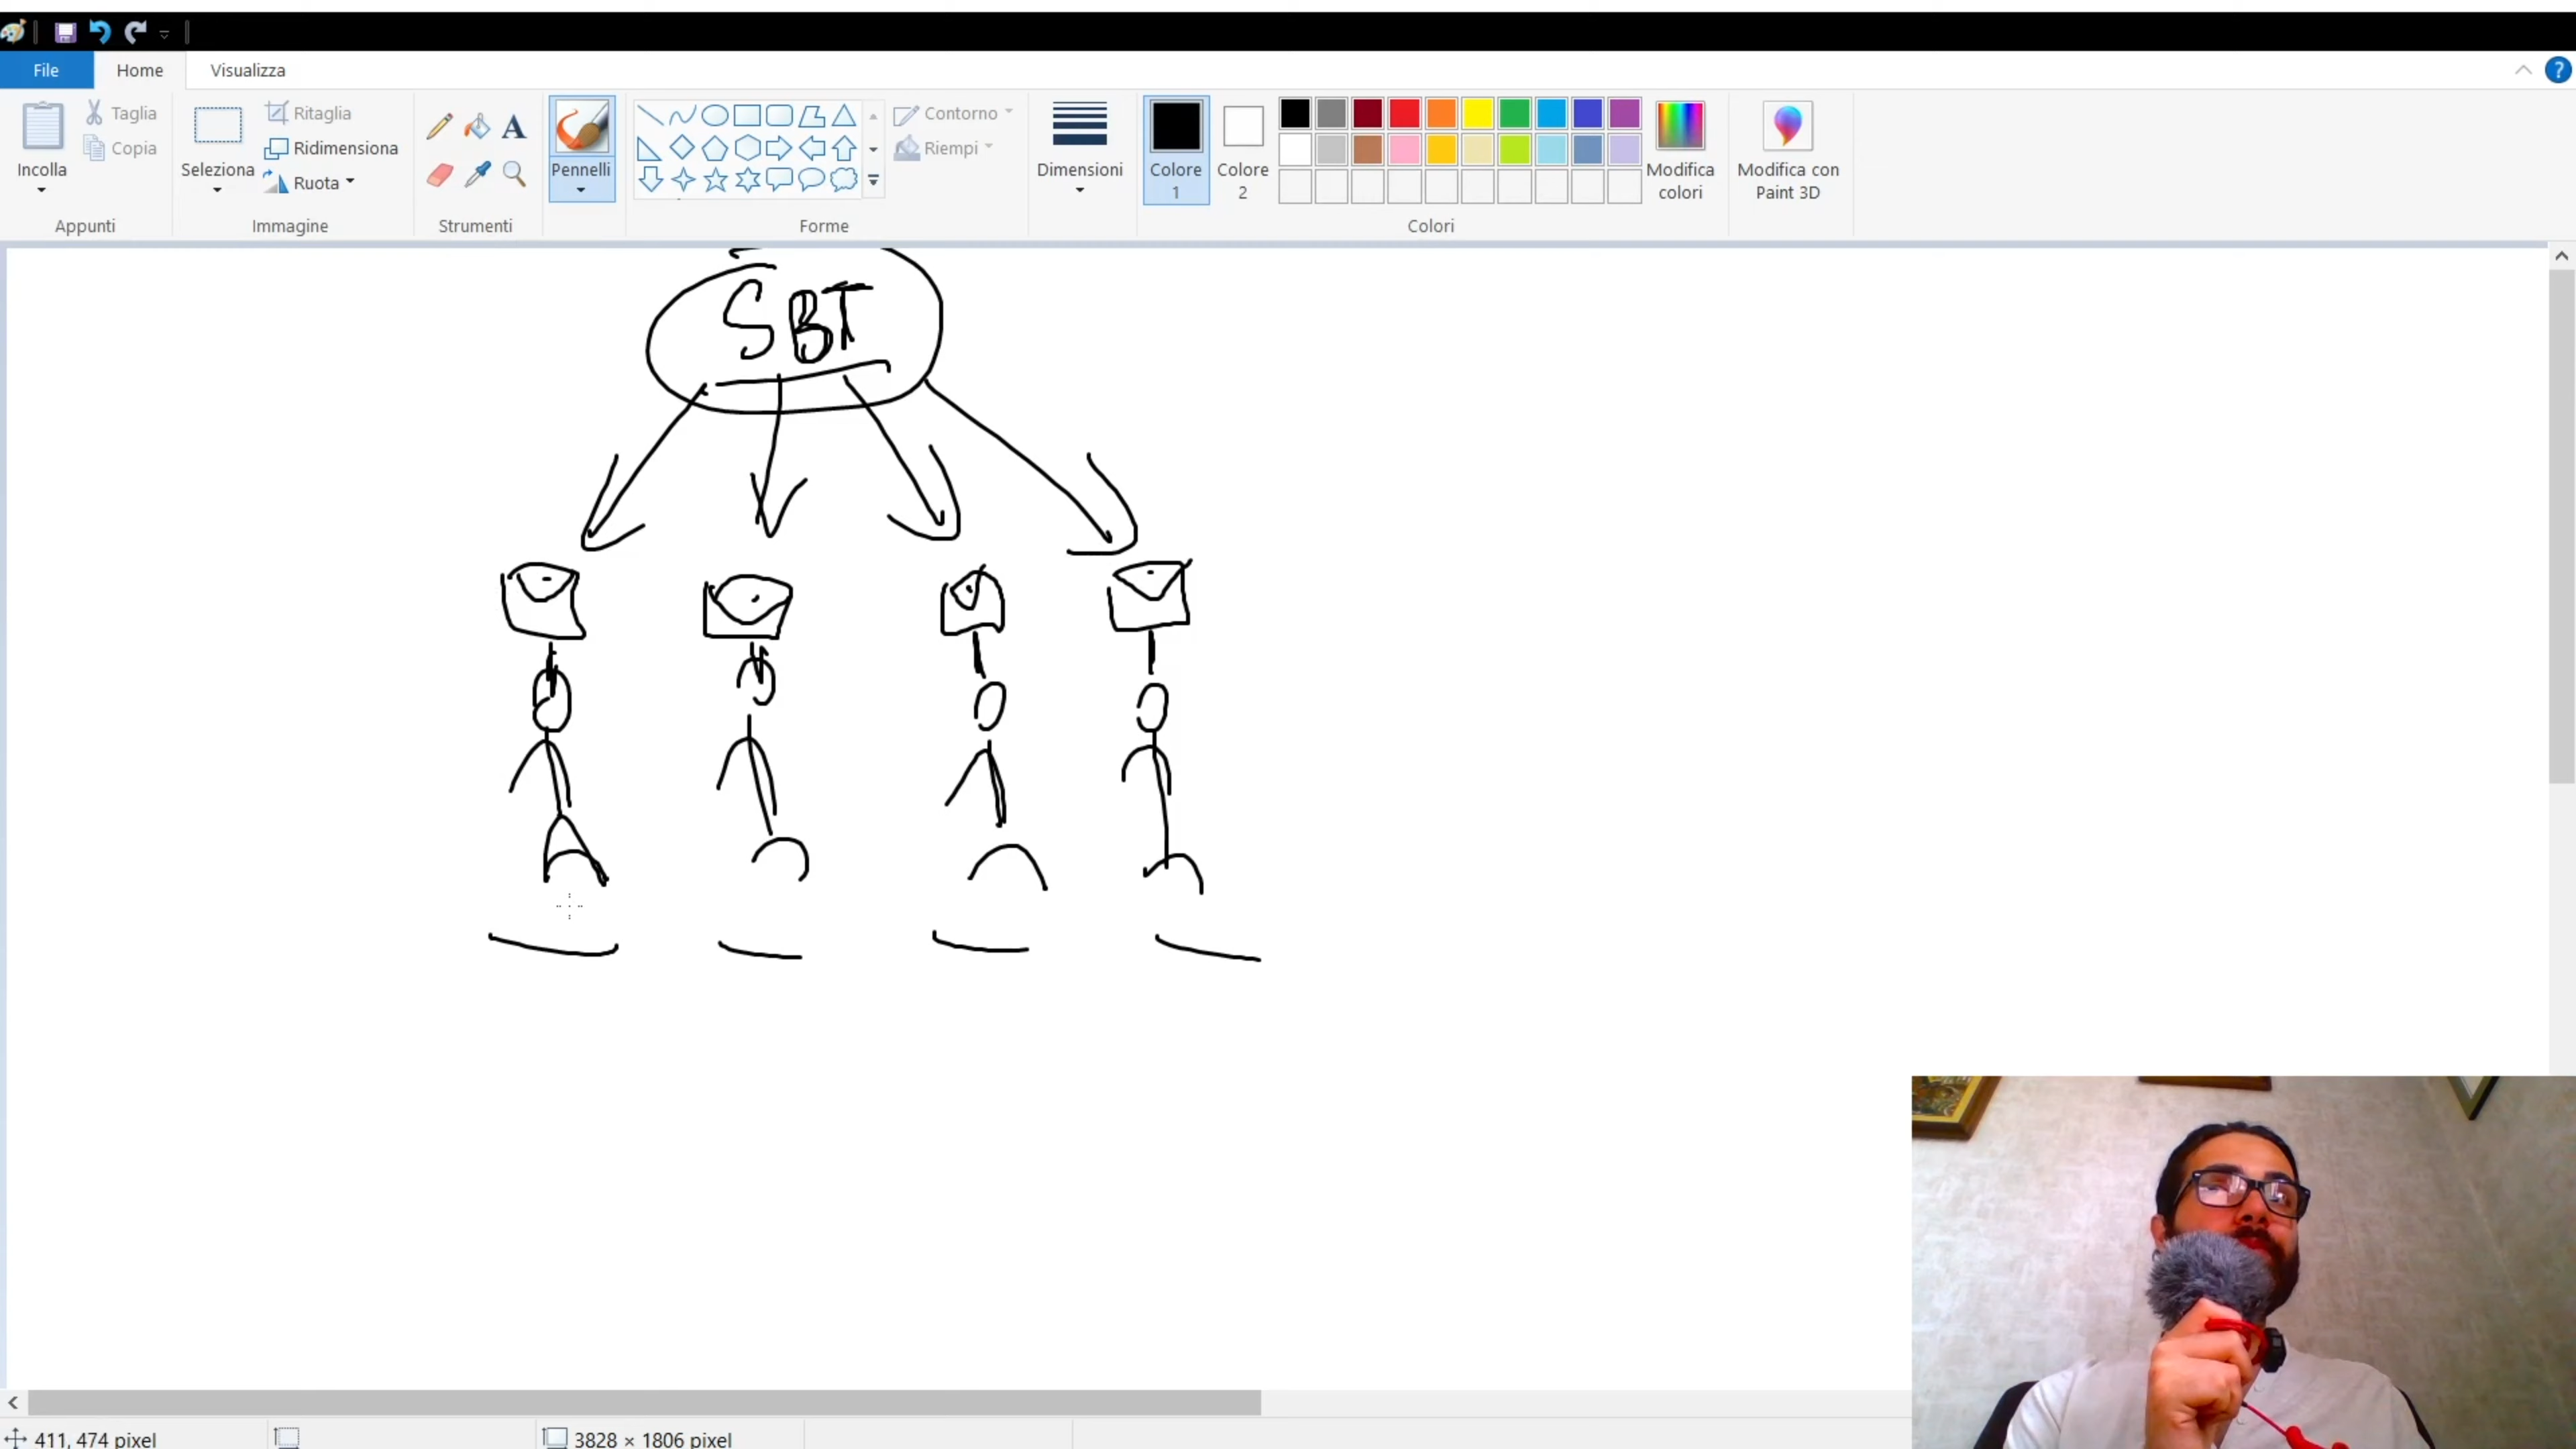 File Home Visualizza
Incolla
Taglia
Copia
Appunti
Seleziona
Ritaglia
Ridimensiona
Ruota
Immagine
A
Strumenti
Pennelli
Contorno
Riempi
Forme
Dimensioni
Colore 1
Colore 2
Modifica colori
Colori
Modifica con Paint 3D
?
SBT
411, 474 pixel
3828 × 1806 pixel